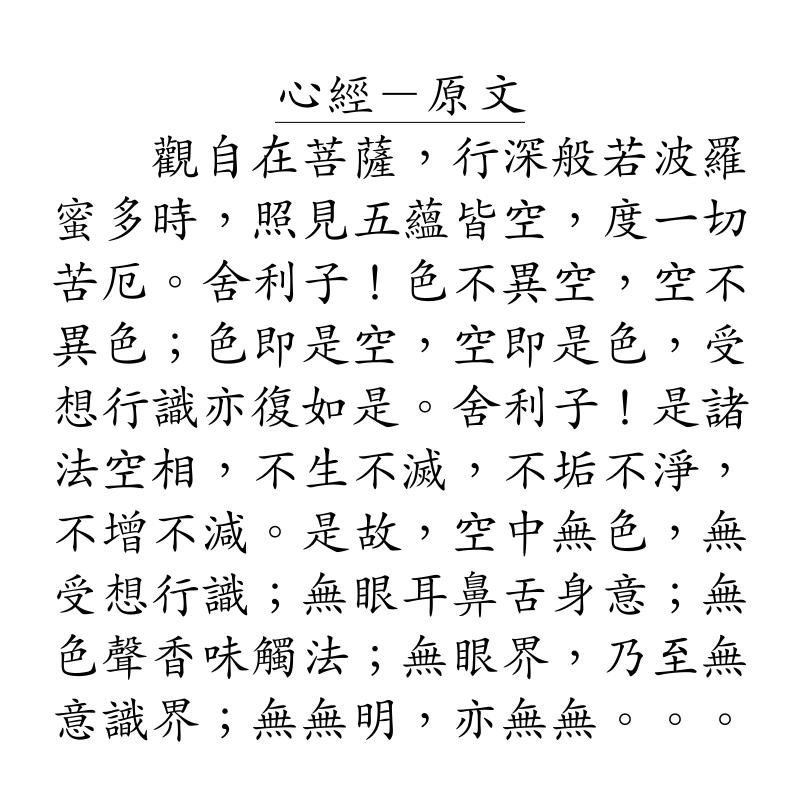 心經－原文
　　觀自在菩薩，行深般若波羅
蜜多時，照見五蘊皆空，度一切
苦厄。舍利子！色不異空，空不
異色；色即是空，空即是色，受
想行識亦復如是。舍利子！是諸
法空相，不生不滅，不垢不淨，
不增不減。是故，空中無色，無
受想行識；無眼耳鼻舌身意；無
色聲香味觸法；無眼界，乃至無
意識界；無無明，亦無無。。。